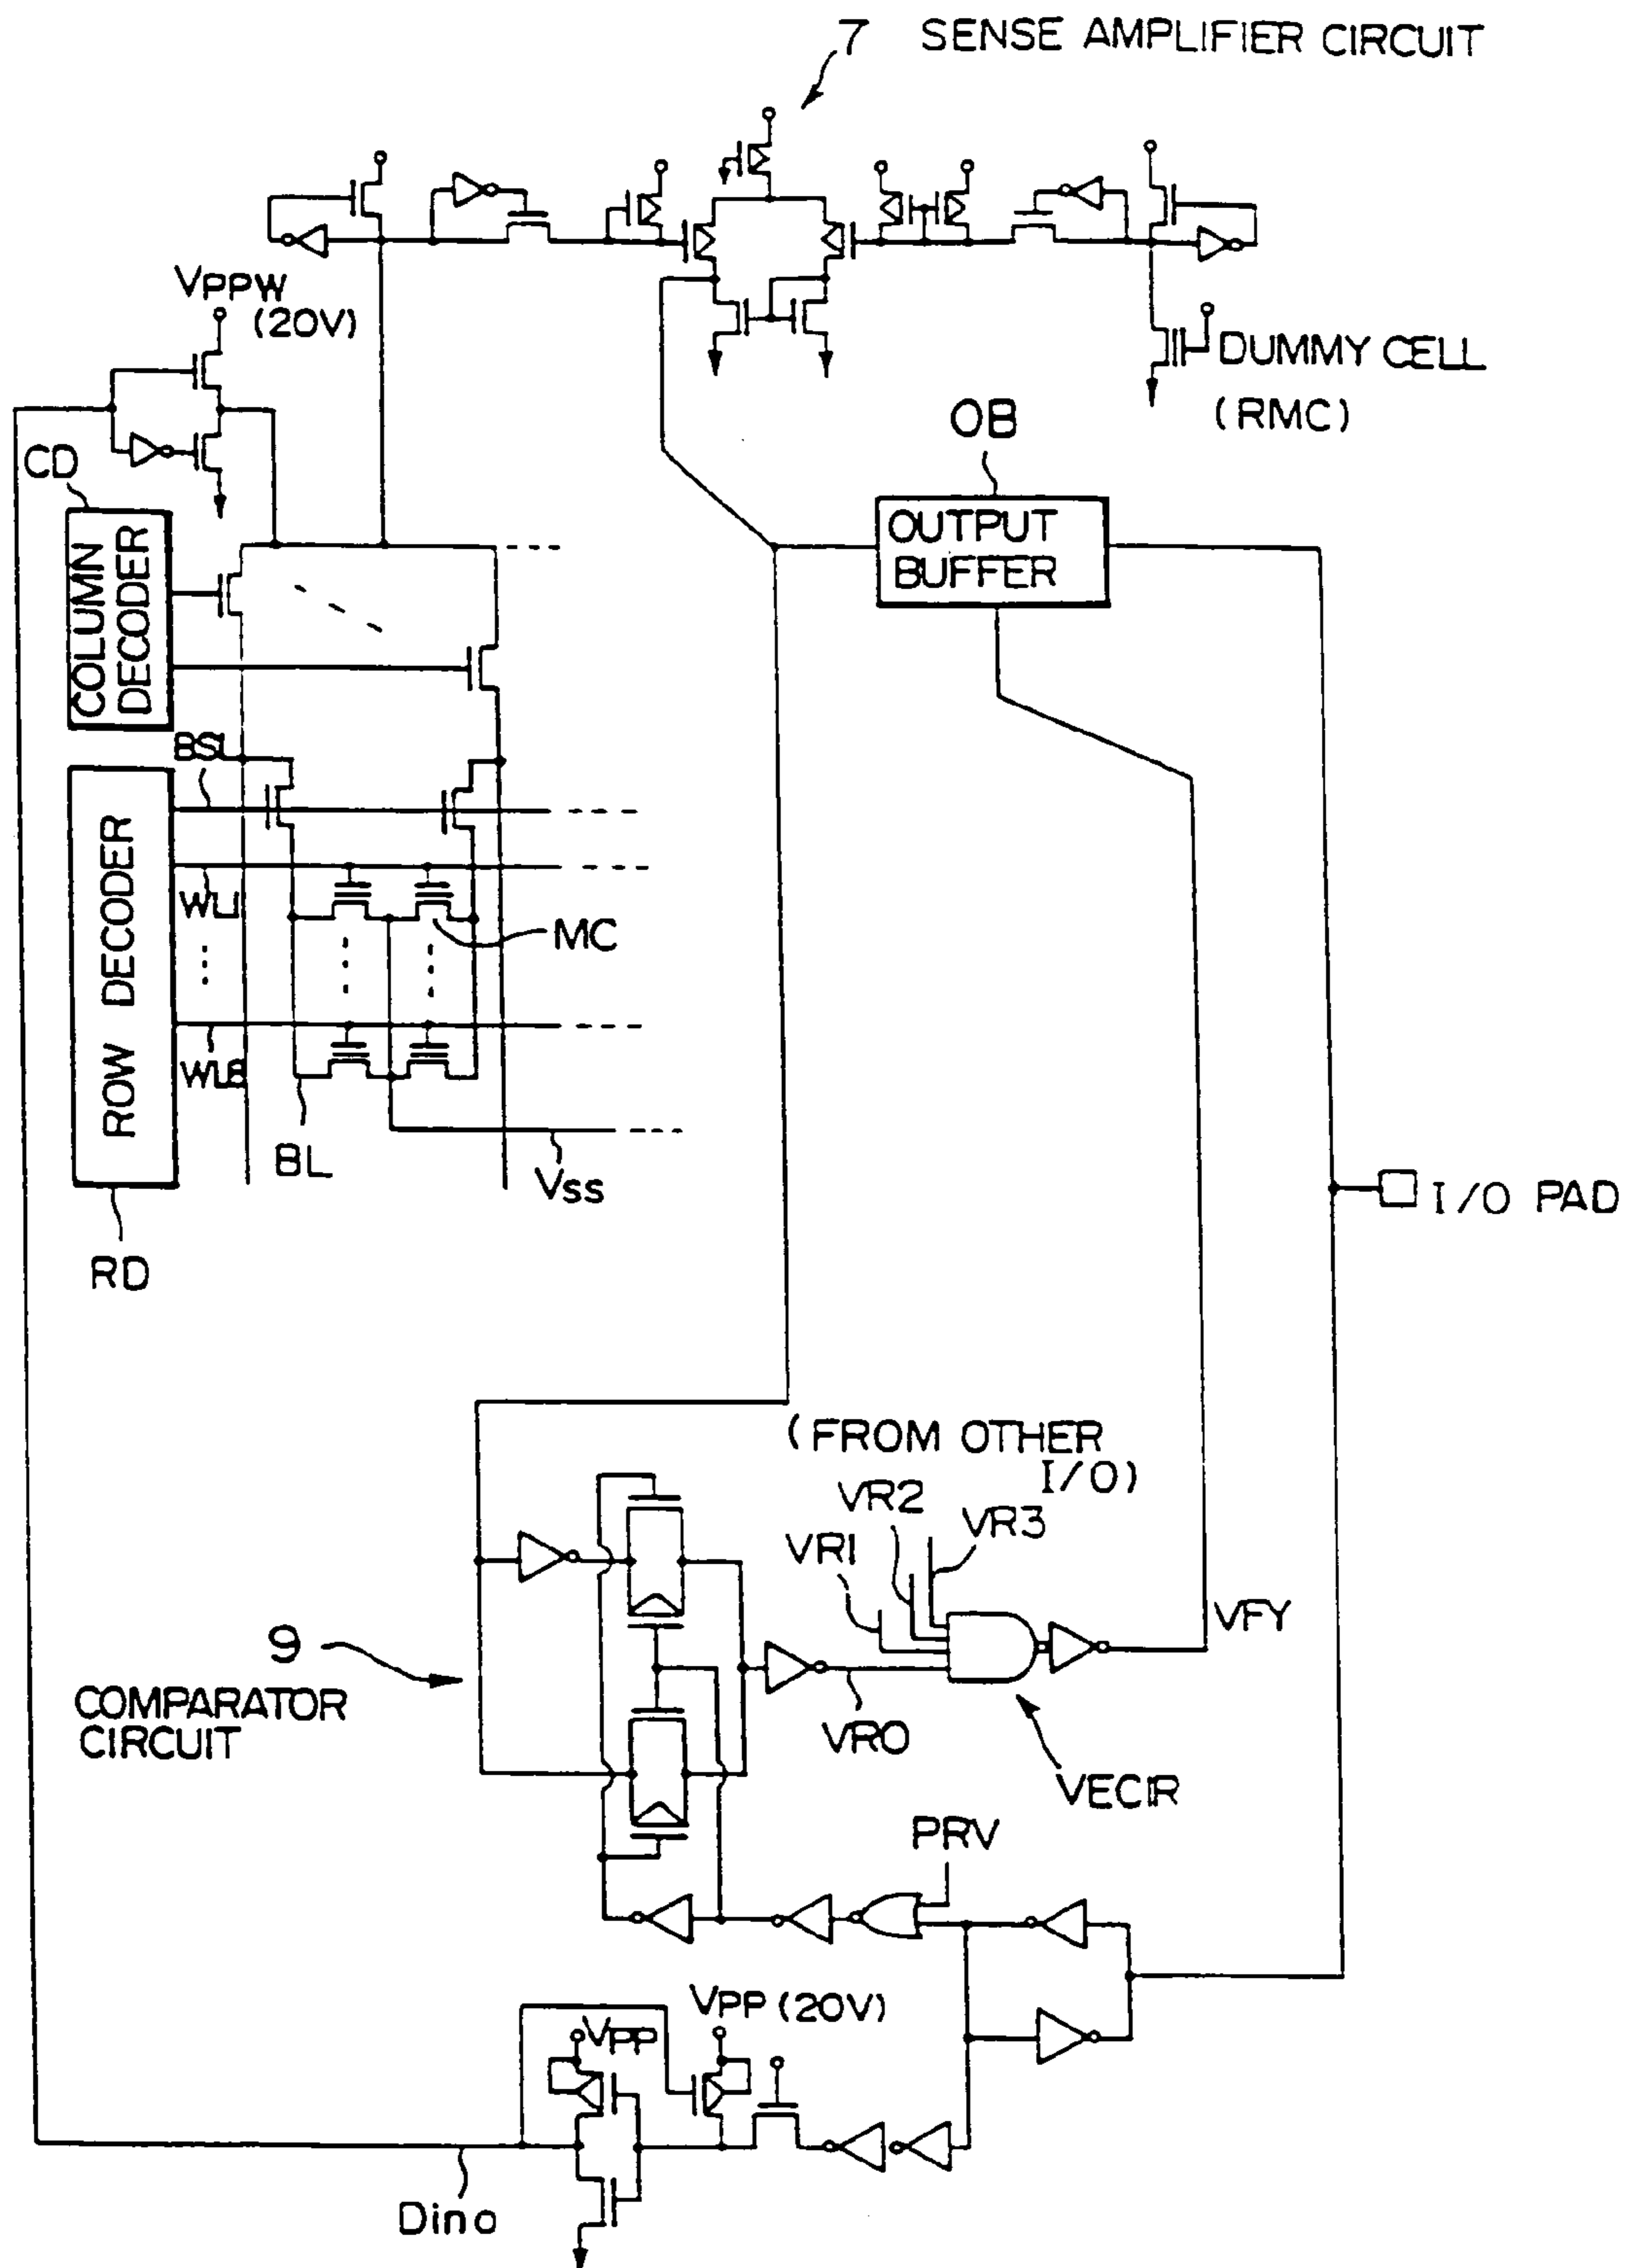 7 SENSE AMPLIFIER CIRCUIT
VPPW
(20V)
DUMMY CELL
(RMC)
OB
CD
OUTPUT
BUFFER
COLUMN
DECODER
BSL
ROW DECODER
WL1
MC
WL8
BL
VSS
I/O PAD
RD
(FROM OTHER
I/O)
VR2
VR3
VR1
VFY
9
COMPARATOR
CIRCUIT
VR0
VECIR
PRV
VPP (20V)
VPP
Dino